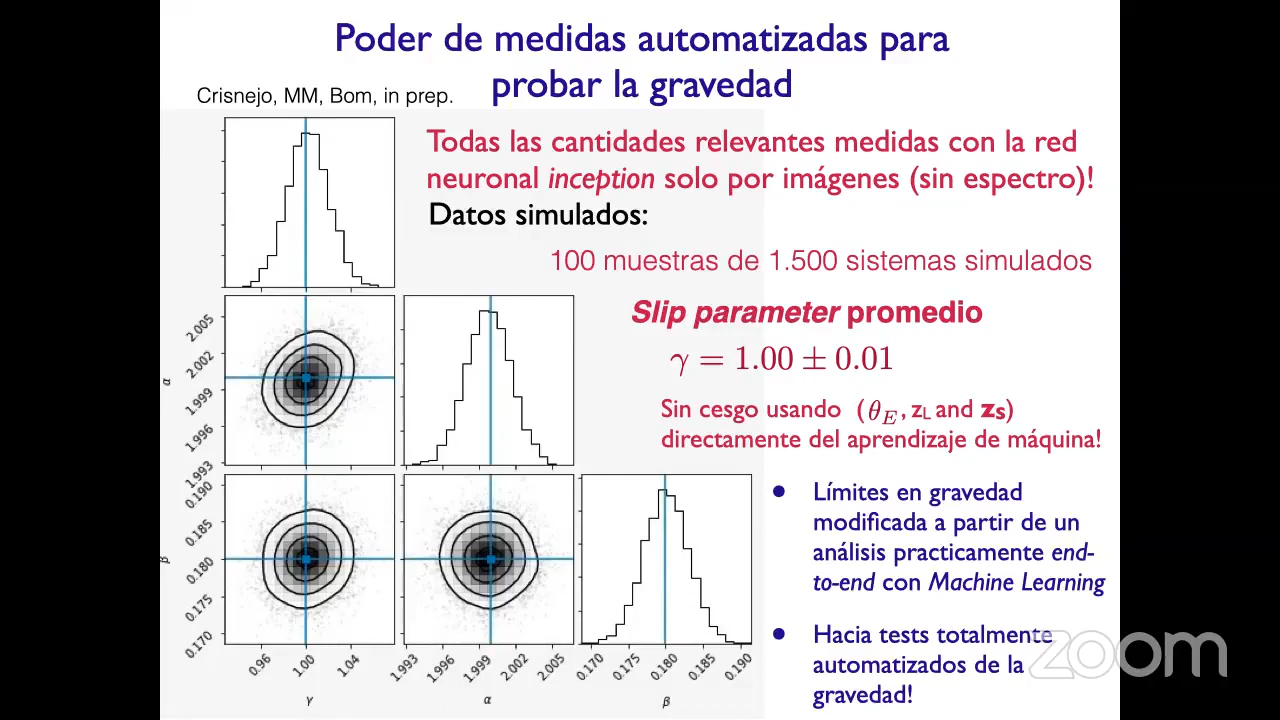 Poder de medidas automatizadas para
probar la gravedad
Crisnejo, MM, Bom, in prep.
Todas las cantidades relevantes medidas con la red
neuronal inception solo por imágenes (sin espectro)!
Datos simulados:
100 muestras de 1.500 sistemas simulados
Slip parameter promedio
γ = 1.00 ± 0.01
Sin cesgo usando (θE, zL and zs)
directamente del aprendizaje de máquina!
Límites en gravedad
modificada a partir de un
análisis practicamente end-
to-end con Machine Learning
Hacia tests totalmente
automatizados de la
gravedad!
zoom
α
2.005
2.002
1.999
1.996
1.993
β
0.190
0.185
0.180
0.175
0.170
0.96 1.00 1.04
γ
1.993 1.996 1.999 2.002 2.005
α
0.170 0.175 0.180 0.185 0.190
β